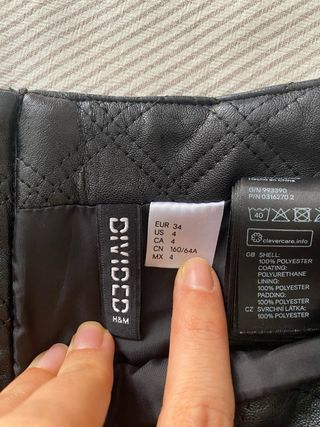 DIVIDED
H&M
EUR 34
US 4
CA 4
CN 160/64A
MX 4
G/N 993390
P/N 0316270 2
40
clevercare.info
GB SHELL:
100% POLYESTER
COATING:
POLYURETHANE
LINING:
100% POLYESTER
PADDING:
100% POLYESTER
CZ SVRCHNÍ LÁTKA:
100% POLYESTER